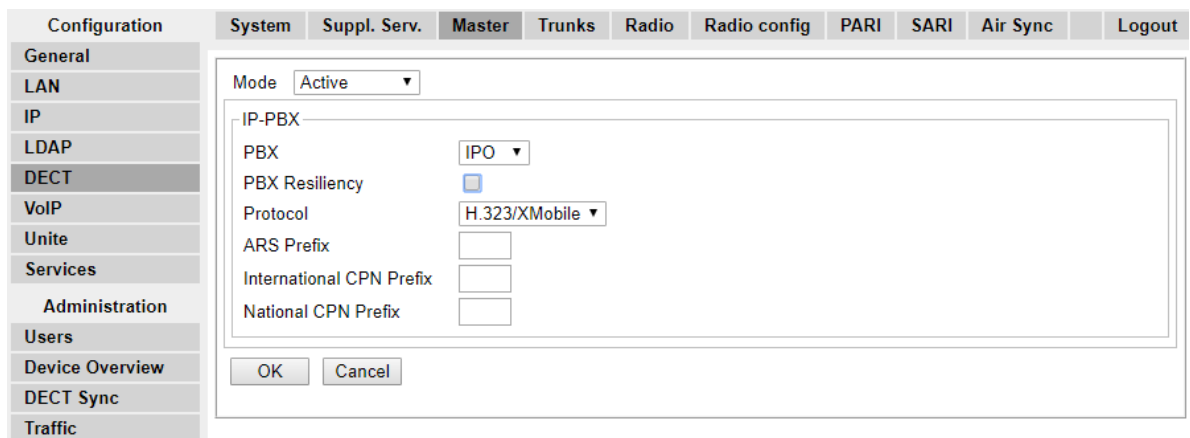 Configuration
System Suppl. Serv. Master Trunks Radio Radio config PARI SARI Air Sync Logout
General
LAN
IP
LDAP
DECT
VoIP
Unite
Services
Administration
Users
Device Overview
DECT Sync
Traffic
Mode Active
IP-PBX
PBX IPO
PBX Resiliency
Protocol H.323/XMobile
ARS Prefix
International CPN Prefix
National CPN Prefix
OK Cancel